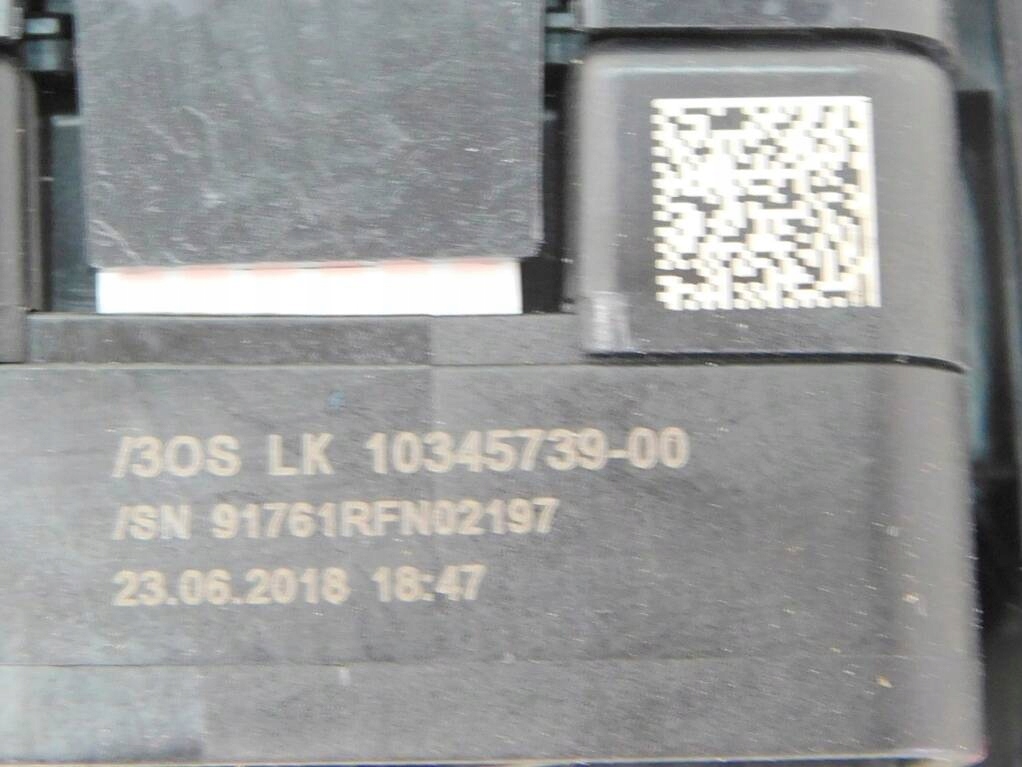 /3OS LK 10345739-00
/SN 91761RFN02197
23.06.2018 18:47